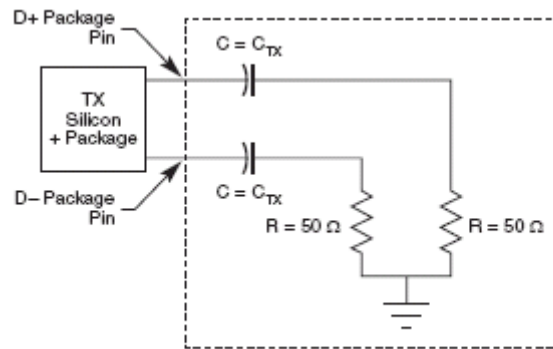 D+ Package
Pin
C = C_TX
TX
Silicon
+ Package
D– Package
Pin
C = C_TX
R = 50 Ω
R = 50 Ω